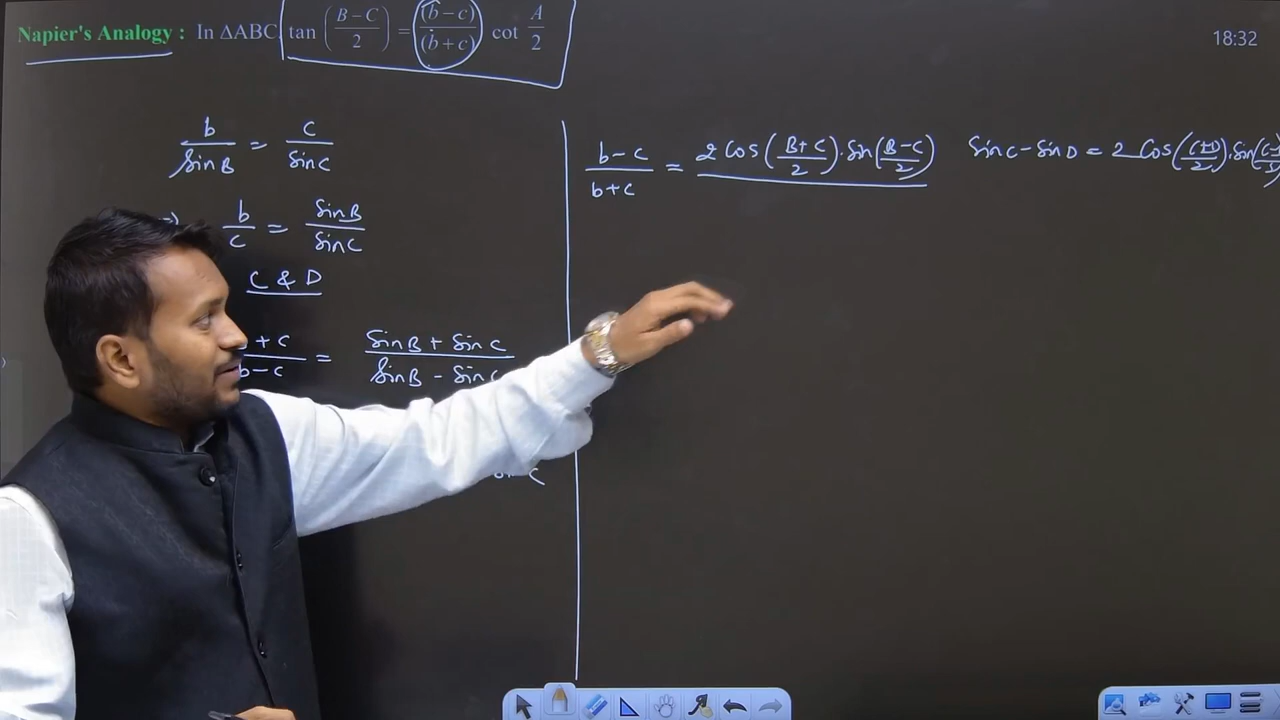 Napier's Analogy : In ΔABC tan ((B – C)/2) = (b – c)/(b + c) cot A/2
18:32
b/SinB = c/SinC
⇒ b/c = SinB/SinC
C & D
+ c/b-c = SinB + SinC/SinB - Sin
C
b-c/b+c = 2 Cos(B+C/2).Sin(B-C/2)
SinC - SinD = 2 Cos(C+D/2).Sin(